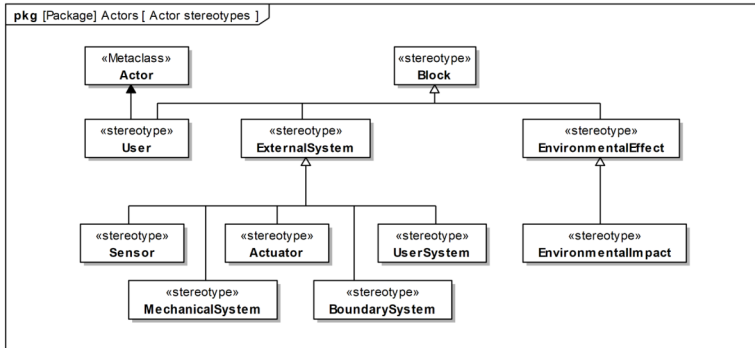 pkg [Package] Actors [ Actor stereotypes ]
«Metaclass»
Actor
«stereotype»
Block
«stereotype»
User
«stereotype»
ExternalSystem
«stereotype»
EnvironmentalEffect
«stereotype»
Sensor
«stereotype»
Actuator
«stereotype»
UserSystem
«stereotype»
EnvironmentalImpact
«stereotype»
MechanicalSystem
«stereotype»
BoundarySystem